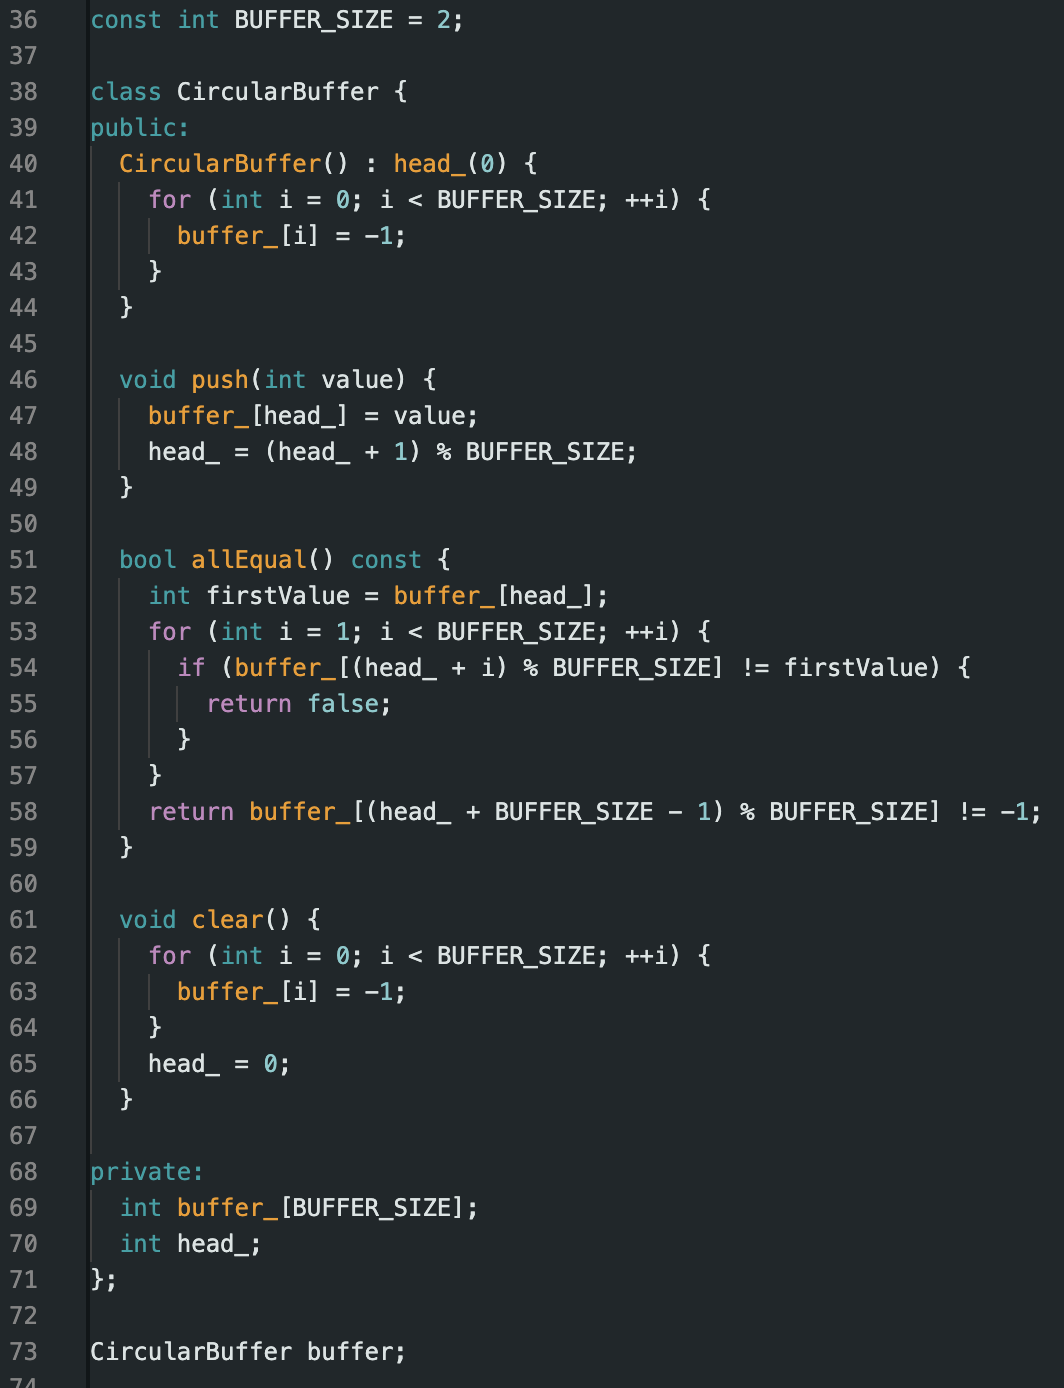 36 const int BUFFER_SIZE = 2;
37
38 class CircularBuffer {
39 public:
40   CircularBuffer() : head_(0) {
41     for (int i = 0; i < BUFFER_SIZE; ++i) {
42       buffer_[i] = -1;
43     }
44   }
45
46   void push(int value) {
47     buffer_[head_] = value;
48     head_ = (head_ + 1) % BUFFER_SIZE;
49   }
50
51   bool allEqual() const {
52     int firstValue = buffer_[head_];
53     for (int i = 1; i < BUFFER_SIZE; ++i) {
54       if (buffer_[(head_ + i) % BUFFER_SIZE] != firstValue) {
55         return false;
56       }
57     }
58     return buffer_[(head_ + BUFFER_SIZE - 1) % BUFFER_SIZE] != -1;
59   }
60
61   void clear() {
62     for (int i = 0; i < BUFFER_SIZE; ++i) {
63       buffer_[i] = -1;
64     }
65     head_ = 0;
66   }
67
68 private:
69   int buffer_[BUFFER_SIZE];
70   int head_;
71 };
72
73 CircularBuffer buffer;
74